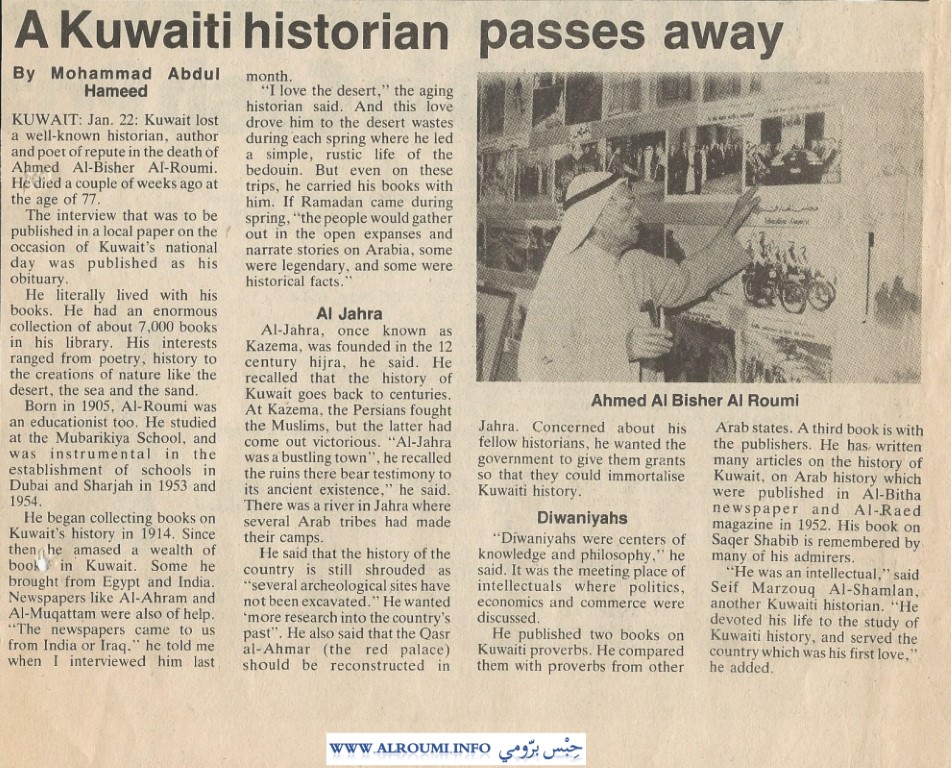 A Kuwaiti historian passes away
By Mohammad Abdul
Hameed
KUWAIT: Jan. 22: Kuwait lost
a well-known historian, author
and poet of repute in the death of
Ahmed Al-Bisher Al-Roumi.
He died a couple of weeks ago at
the age of 77.
The interview that was to be
published in a local paper on the
occasion of Kuwait's national
day was published as his
obituary.
He literally lived with his
books. He had an enormous
collection of about 7,000 books
in his library. His interests
ranged from poetry, history to
the creations of nature like the
desert, the sea and the sand.
Born in 1905, Al-Roumi was
an educationist too. He studied
at the Mubarikiya School, and
was instrumental in the
establishment of schools in
Dubai and Sharjah in 1953 and
1954.
He began collecting books on
Kuwait's history in 1914. Since
then he amased a wealth of
books in Kuwait. Some he
brought from Egypt and India.
Newspapers like Al-Ahram and
Al-Muqattam were also of help.
"The newspapers came to us
from India or Iraq." he told me
when I interviewed him last
month.
"I love the desert," the aging
historian said. And this love
drove him to the desert wastes
during each spring where he led
a simple, rustic life of the
bedouin. But even on these
trips, he carried his books with
him. If Ramadan came during
spring, "the people would gather
out in the open expanses and
narrate stories on Arabia, some
were legendary, and some were
historical facts."
Al Jahra
Al-Jahra, once known as
Kazema, was founded in the 12
century hijra, he said. He
recalled that the history of
Kuwait goes back to centuries.
At Kazema, the Persians fought
the Muslims, but the latter had
come out victorious. "Al-Jahra
was a bustling town", he recalled
the ruins there bear testimony to
its ancient existence," he said.
There was a river in Jahra where
several Arab tribes had made
their camps.
He said that the history of the
country is still shrouded as
"several archeological sites have
not been excavated." He wanted
'more research into the country's
past". He also said that the Qasr
al-Ahmar (the red palace)
should be reconstructed in
Ahmed Al Bisher Al Roumi
Jahra. Concerned about his
fellow historians, he wanted the
government to give them grants
so that they could immortalise
Kuwaiti history.
Diwaniyahs
"Diwaniyahs were centers of
knowledge and philosophy," he
said. It was the meeting place of
intellectuals where politics,
economics and commerce were
discussed.
He published two books on
Kuwaiti proverbs. He compared
them with proverbs from other
Arab states. A third book is with
the publishers. He has written
many articles on the history of
Kuwait, on Arab history which
were published in Al-Bitha
newspaper and Al-Raed
magazine in 1952. His book on
Saqer Shabib is remembered by
many of his admirers.
"He was an intellectual," said
Seif Marzouq Al-Shamlan,
another Kuwaiti historian. "He
devoted his life to the study of
Kuwaiti history, and served the
country which was his first love,"
he added.
WWW.ALROUMI.INFO حِبْس برّومي